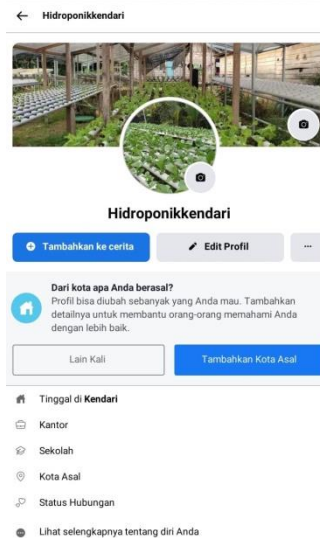 Hidroponikkendari
Hidroponikkendari
Tambahkan ke cerita
Edit Profil
Dari kota apa Anda berasal?
Profil bisa diubah sebanyak yang Anda mau. Tambahkan
detailnya untuk membantu orang-orang memahami Anda
dengan lebih baik.
Lain Kali
Tambahkan Kota Asal
Tinggal di Kendari
Kantor
Sekolah
Kota Asal
Status Hubungan
Lihat selengkapnya tentang diri Anda